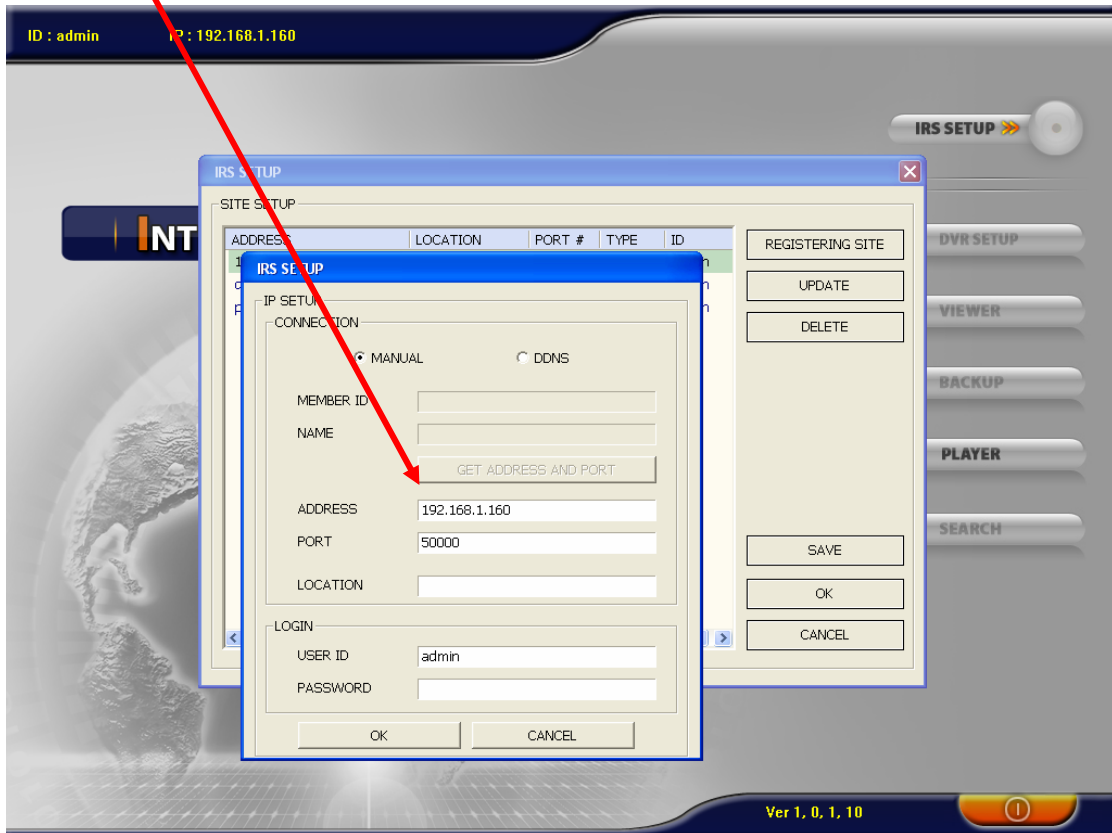 ID : admin IP : 192.168.1.160
IRS SETUP
IRS SETUP
SITE SETUP
INT
ADDRESS LOCATION PORT # TYPE ID
REGISTERING SITE
DVR SETUP
IRS SETUP
UPDATE
IP SETUP
VIEWER
CONNECTION
DELETE
MANUAL DDNS
BACKUP
MEMBER ID
NAME
PLAYER
GET ADDRESS AND PORT
ADDRESS 192.168.1.160
SEARCH
PORT 50000
SAVE
LOCATION
OK
LOGIN
CANCEL
USER ID admin
PASSWORD
OK CANCEL
Ver 1, 0, 1, 10